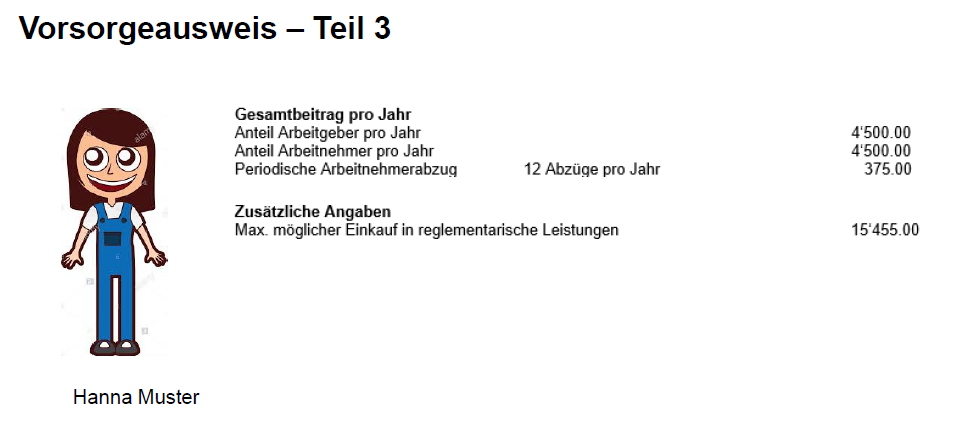 Vorsorgeausweis – Teil 3
Gesamtbeitrag pro Jahr
Anteil Arbeitgeber pro Jahr 4'500.00
Anteil Arbeitnehmer pro Jahr 4'500.00
Periodische Arbeitnehmerabzug 12 Abzüge pro Jahr 375.00
Zusätzliche Angaben
Max. möglicher Einkauf in reglementarische Leistungen 15'455.00
Hanna Muster